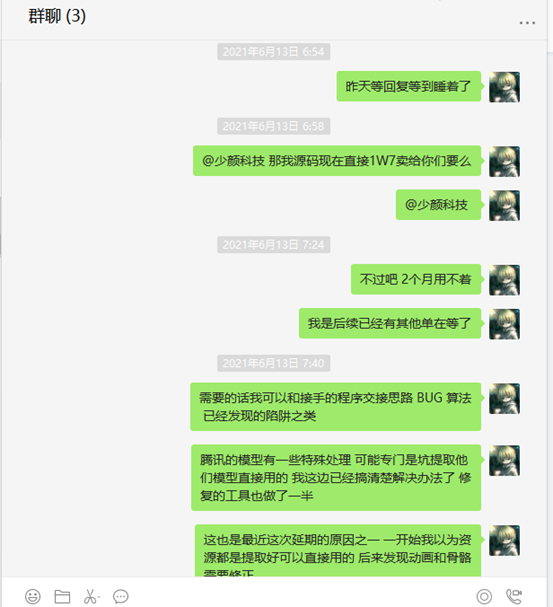 群聊 (3)
2021年6月13日 6:54
昨天等回复等到睡着了
2021年6月13日 6:58
@少颜科技 那我源码现在直接1W7卖给你们要么
@少颜科技
2021年6月13日 7:24
不过吧 2个月用不着
我是后续已经有其他单在等了
2021年6月13日 7:40
需要的话我可以和接手的程序交接思路 BUG 算法
已经发现的陷阱之类
腾讯的模型有一些特殊处理 可能专门是坑提取他
们模型直接用的 我这边已经搞清楚解决办法了 修
复的工具也做了一半
这也是最近这次延期的原因之一 一开始我以为资
源都是提取好可以直接用的 后来发现动画和骨骼
需要修正